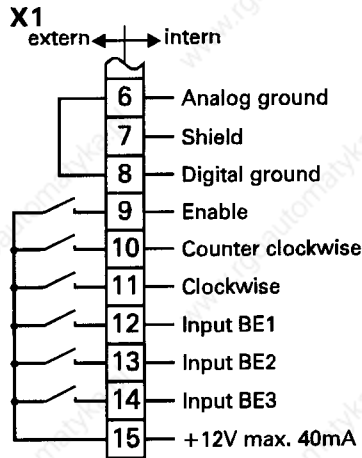 X1
extern intern
6 Analog ground
7 Shield
8 Digital ground
9 Enable
10 Counter clockwise
11 Clockwise
12 Input BE1
13 Input BE2
14 Input BE3
15 +12V max. 40mA